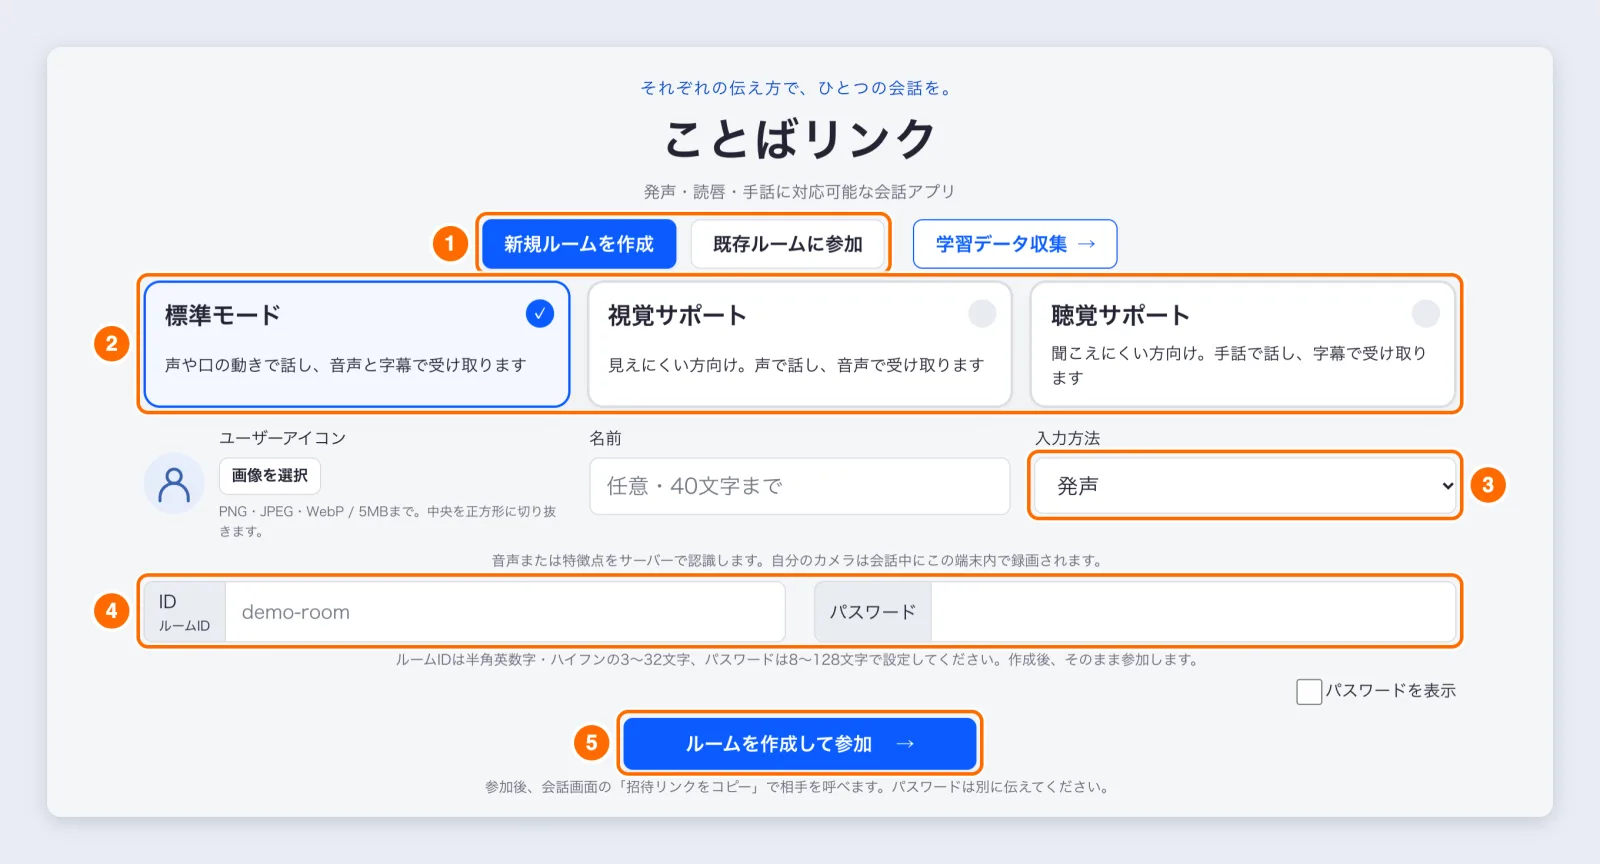 それぞれの伝え方で、ひとつの会話を。
ことばリンク
発声・読唇・手話に対応可能な会話アプリ
1 新規ルームを作成 既存ルームに参加 学習データ収集 →
2
標準モード ✓
声や口の動きで話し、音声と字幕で受け取ります
視覚サポート
見えにくい方向け。声で話し、音声で受け取ります
聴覚サポート
聞こえにくい方向け。手話で話し、字幕で受け取り
ます
ユーザーアイコン
画像を選択
PNG・JPEG・WebP / 5MBまで。中央を正方形に切り抜
きます。
名前
任意・40文字まで
入力方法
発声
3
音声または特徴点をサーバーで認識します。自分のカメラは会話中にこの端末内で録画されます。
4
ID
ルームID
demo-room
パスワード
ルームIDは半角英数字・ハイフンの3〜32文字、パスワードは8〜128文字で設定してください。作成後、そのまま参加します。
パスワードを表示
5 ルームを作成して参加 →
参加後、会話画面の「招待リンクをコピー」で相手を呼べます。パスワードは別に伝えてください。